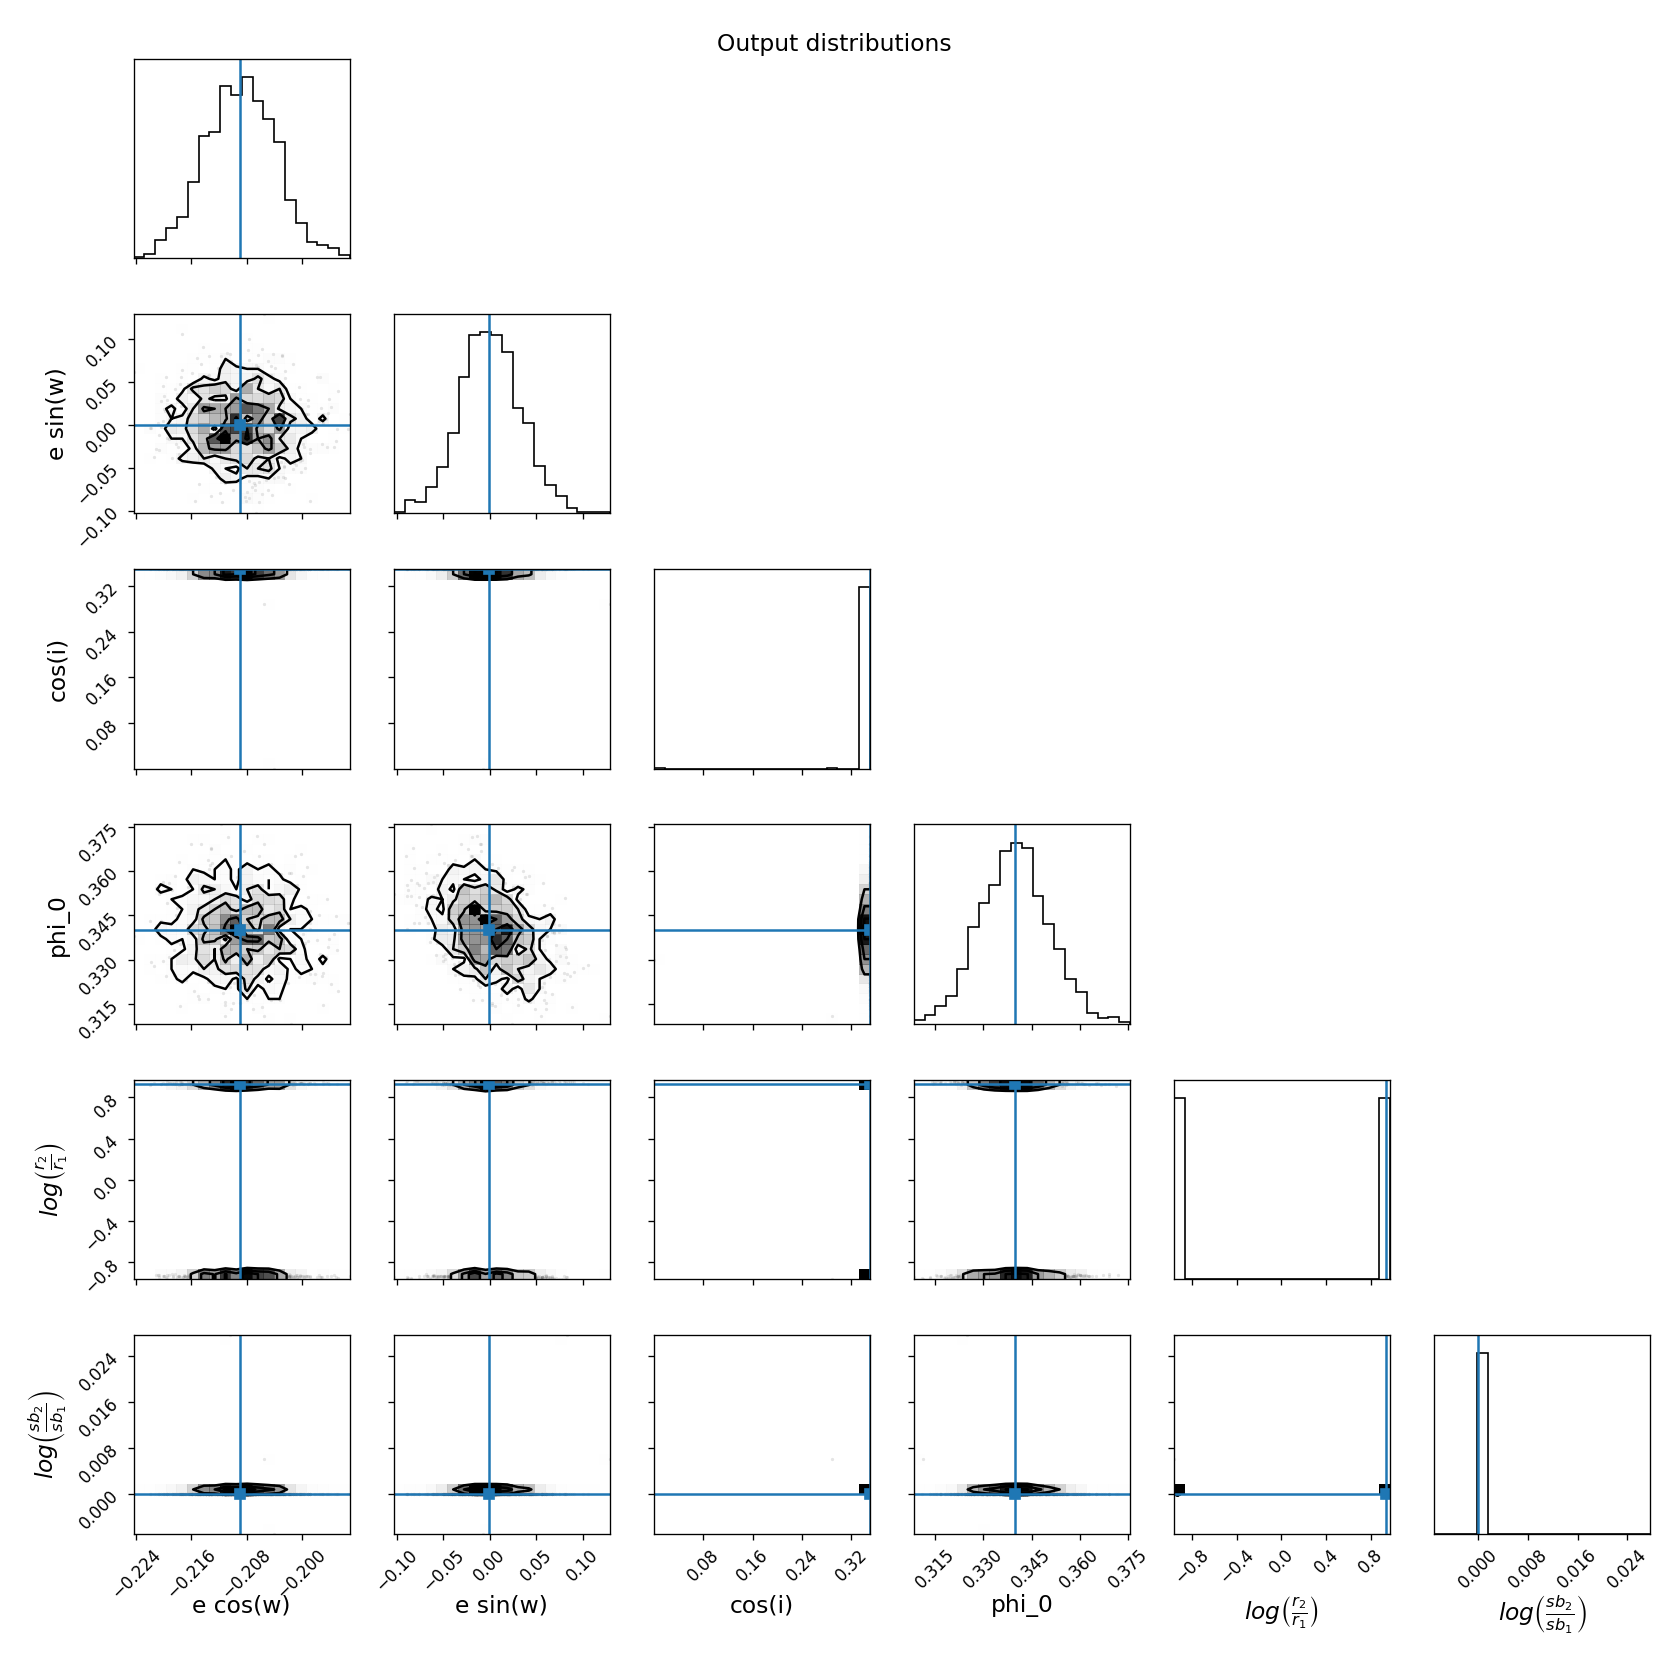 Output distributions
e sin(w)
0.10
0.05
0.00
−0.05
−0.10
cos(i)
0.32
0.24
0.16
0.08
phi_0
0.375
0.360
0.345
0.330
0.315
log(r₂/r₁)
0.8
0.4
0.0
−0.4
−0.8
log(sb₂/sb₁)
0.024
0.016
0.008
0.000
−0.224 −0.216 −0.208 −0.200
−0.10 −0.05 0.00 0.05 0.10
0.08 0.16 0.24 0.32
0.315 0.330 0.345 0.360 0.375
−0.8 −0.4 0.0 0.4 0.8
0.000 0.008 0.016 0.024
e cos(w)
e sin(w)
cos(i)
phi_0
log(r₂/r₁)
log(sb₂/sb₁)